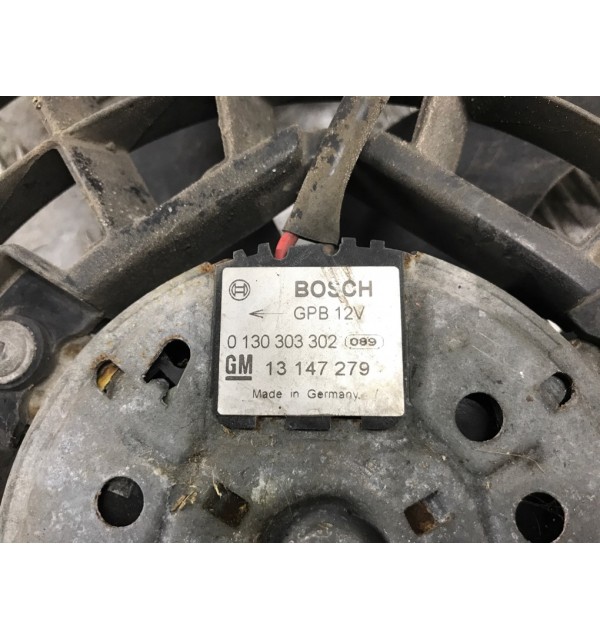 BOSCH
← GPB 12V
0 130 303 302 089
GM 13 147 279
Made in Germany.